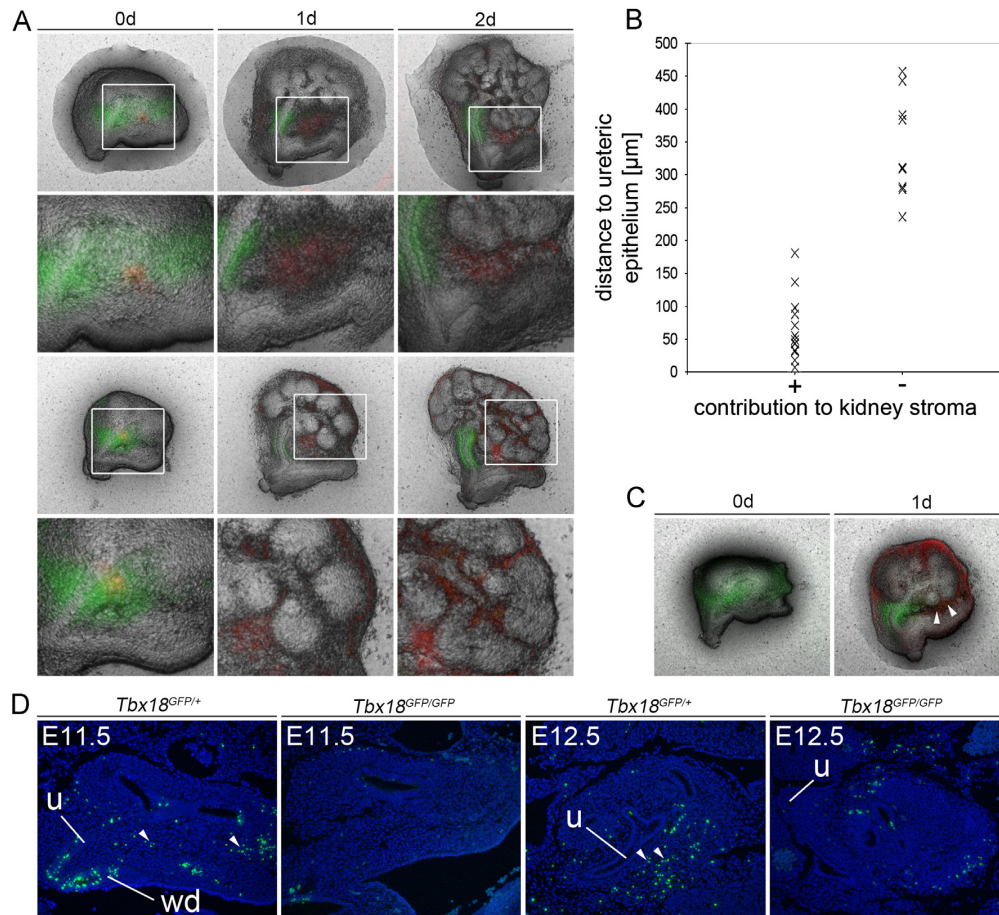 A
0d
1d
2d
B
500
450
400
350
300
250
200
150
100
50
0
distance to ureteric
epithelium [µm]
+
-
contribution to kidney stroma
C
0d
1d
D
Tbx18GFP/+
Tbx18GFP/GFP
Tbx18GFP/+
Tbx18GFP/GFP
E11.5
E11.5
E12.5
E12.5
u
wd
u
u